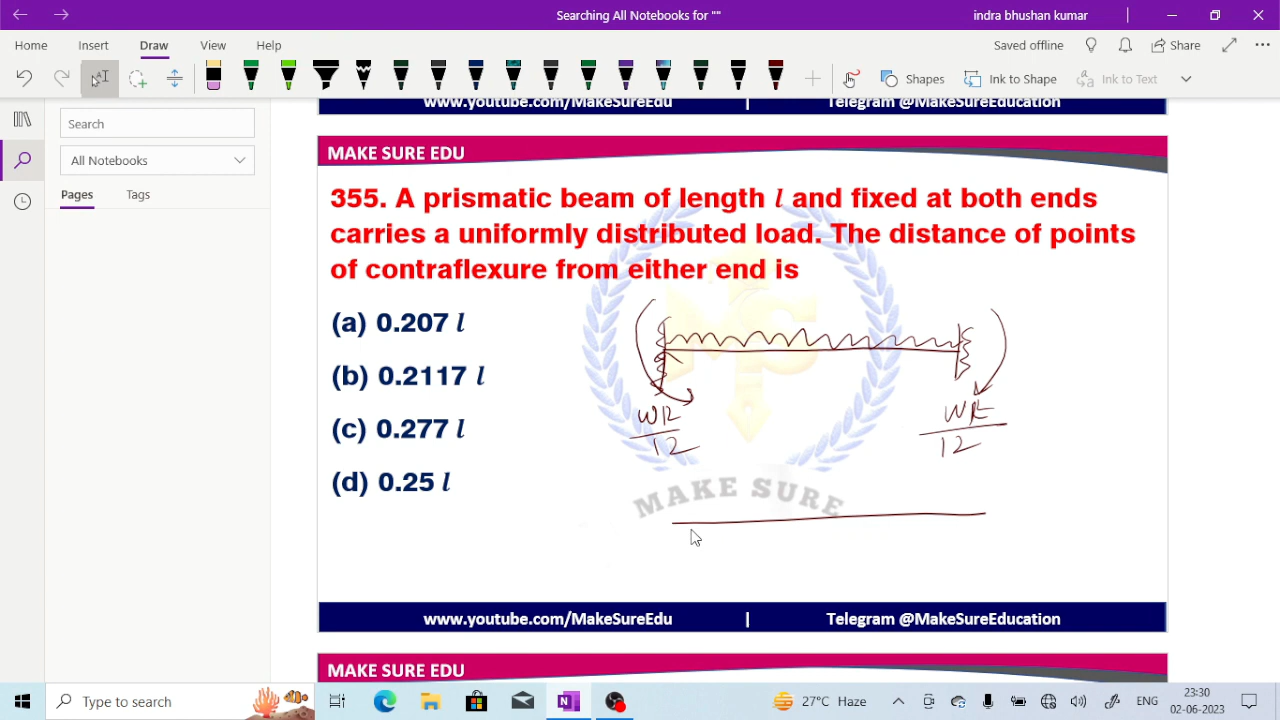 Searching All Notebooks for ""
indra bhushan kumar
Home Insert Draw View Help
Saved offline
Share
Shapes
Ink to Shape
Ink to Text
www.youtube.com/MakeSureEdu | Telegram @MakeSureEducation
Search
All Notebooks
Pages Tags
MAKE SURE EDU
355. A prismatic beam of length l and fixed at both ends
carries a uniformly distributed load. The distance of points
of contraflexure from either end is
(a) 0.207 l
(b) 0.2117 l
(c) 0.277 l
(d) 0.25 l
12
12
MAKE SURE
www.youtube.com/MakeSureEdu | Telegram @MakeSureEducation
MAKE SURE EDU
Type to search
27°C Haze
ENG
23:30
02-06-2023